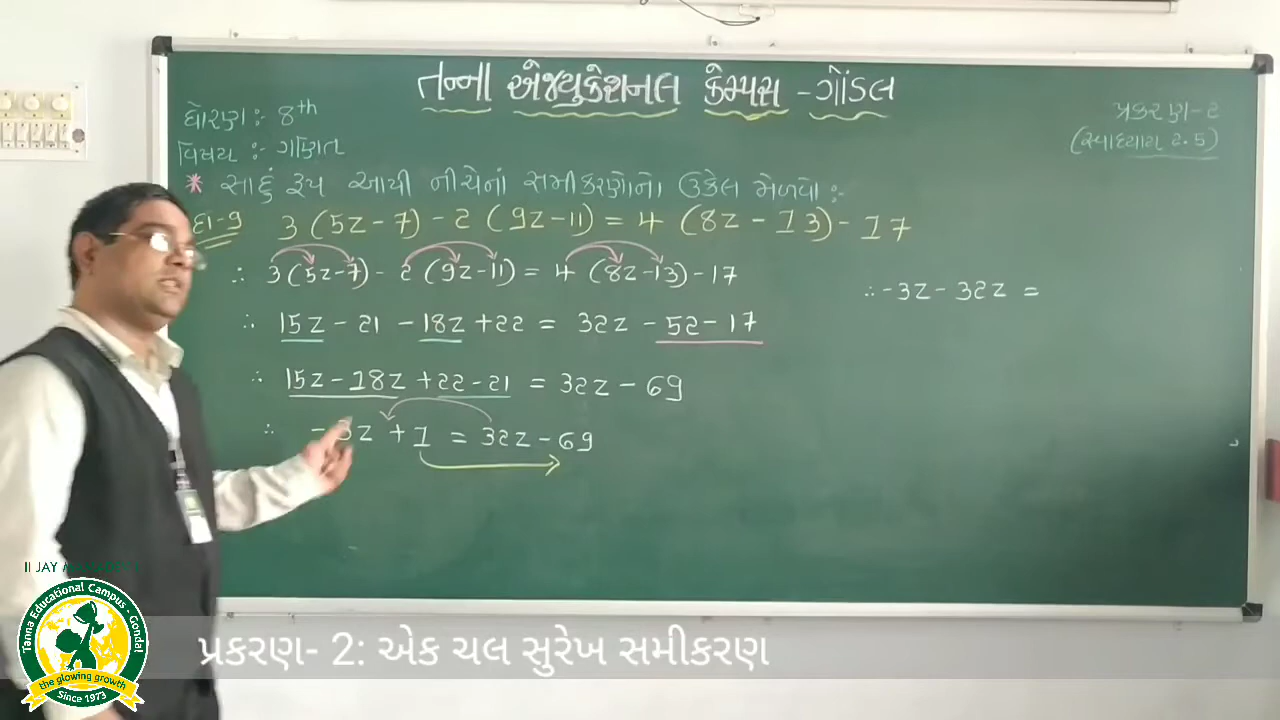 તન્ના એજ્યુકેશનલ કેમ્પસ - ગોંડલ
ધોરણ :- 8th
વિષય :- ગણિત
પ્રકરણ-૨
(સ્વાધ્યાય 2.5)
* સાદું રૂપ આપી નીચેનાં સમીકરણોનો ઉકેલ મેળવો :-
દા-9 3 (5z - 7) - 2 (9z - 11) = 4 (8z - 13) - 17
∴ 3 (5z - 7) - 2 (9z - 11) = 4 (8z - 13) - 17
∴ 15z - 21 - 18z + 22 = 32z - 52 - 17
∴ 15z - 18z + 22 - 21 = 32z - 69
∴ - 3z + 1 = 32z - 69
∴ - 3z - 32z =
Tanna Educational Campus - Gondal
the glowing growth
Since 1973
પ્રકરણ- 2: એક ચલ સુરેખ સમીકરણ